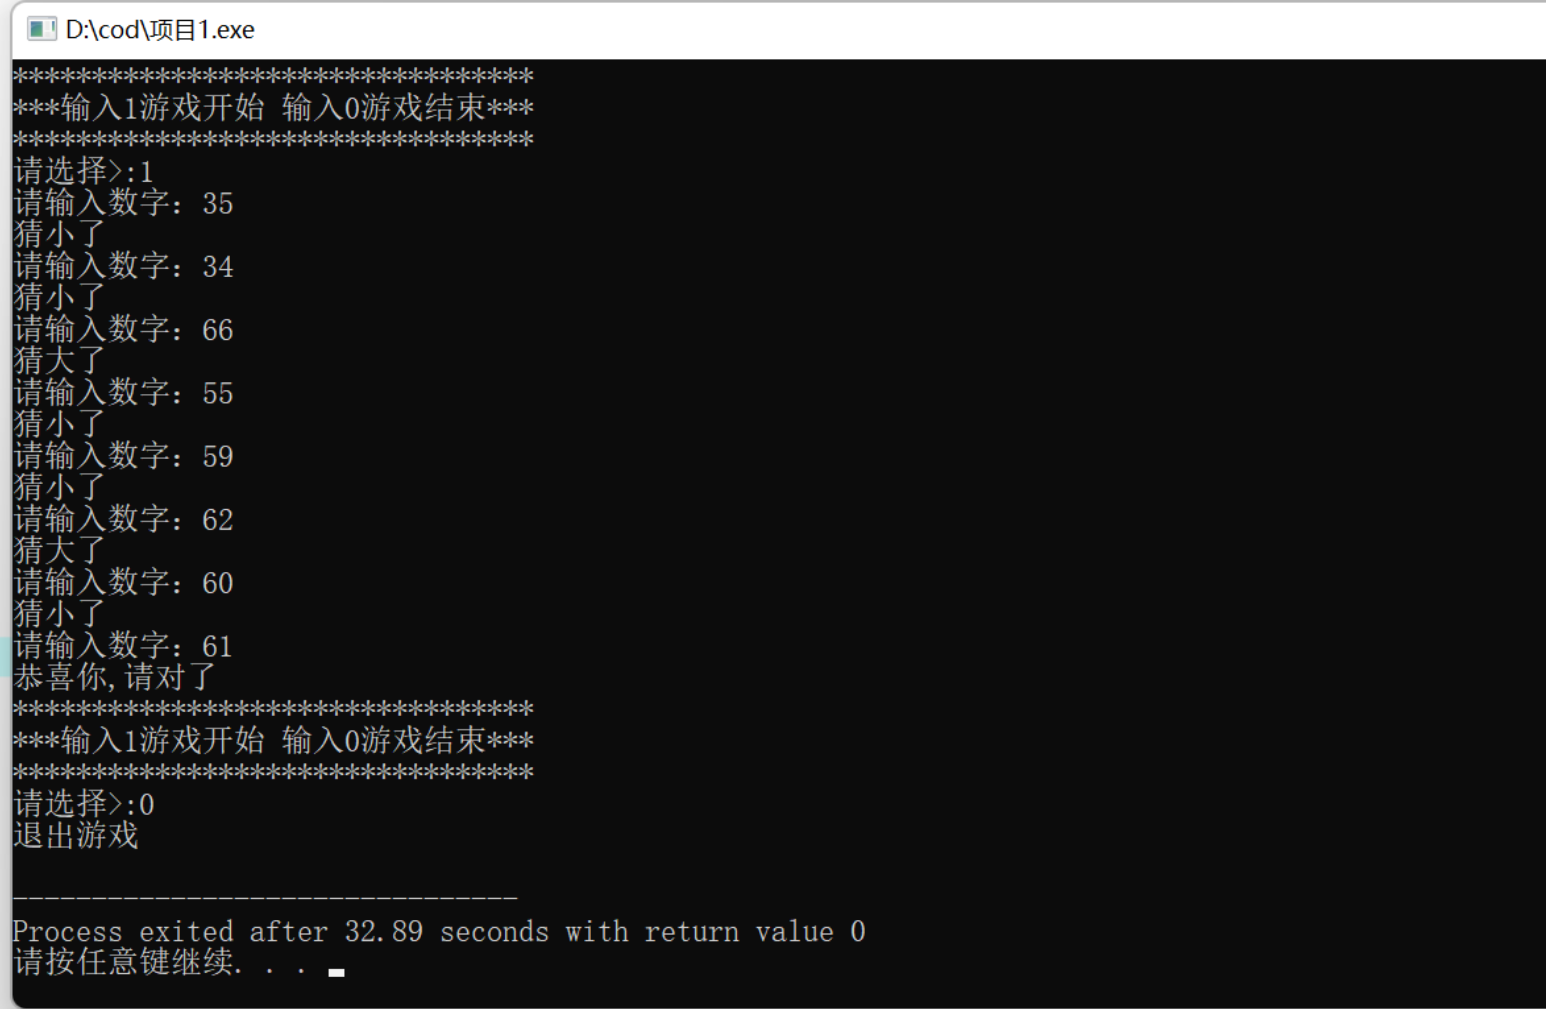 D:\cod\项目1.exe
*********************************
***输入1游戏开始 输入0游戏结束***
*********************************
请选择>:1
请输入数字：35
猜小了
请输入数字：34
猜小了
请输入数字：66
猜大了
请输入数字：55
猜小了
请输入数字：59
猜小了
请输入数字：62
猜大了
请输入数字：60
猜小了
请输入数字：61
恭喜你,请对了
*********************************
***输入1游戏开始 输入0游戏结束***
*********************************
请选择>:0
退出游戏
--------------------------------
Process exited after 32.89 seconds with return value 0
请按任意键继续. . .